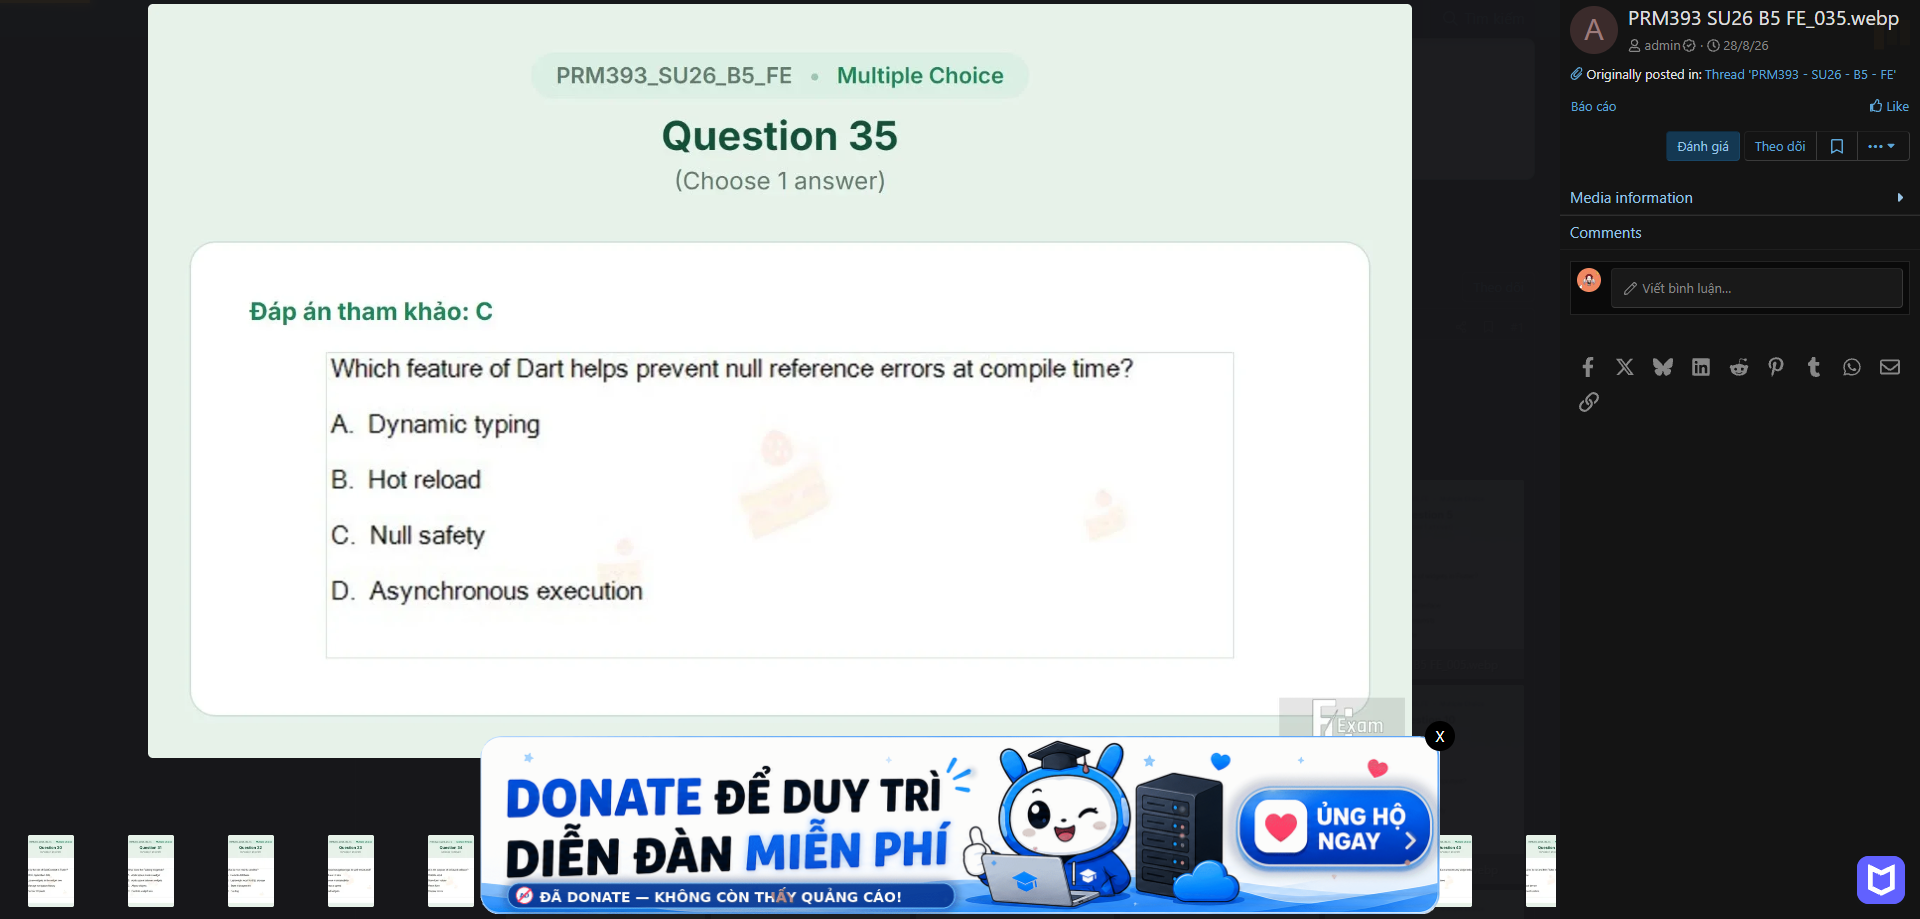 PRM393_SU26_B5_FE • Multiple Choice
Question 35
(Choose 1 answer)
Đáp án tham khảo: C
Which feature of Dart helps prevent null reference errors at compile time?
A. Dynamic typing
B. Hot reload
C. Null safety
D. Asynchronous execution
Exam
X
DONATE ĐỂ DUY TRÌ
DIỄN ĐÀN MIỄN PHÍ
ĐÃ DONATE — KHÔNG CÒN THẤY QUẢNG CÁO!
ỦNG HỘ
NGAY
A
PRM393 SU26 B5 FE_035.webp
admin · 28/8/26
Originally posted in: Thread 'PRM393 - SU26 - B5 - FE'
Báo cáo
Like
Đánh giá
Theo dõi
Media information
Comments
Viết bình luận...